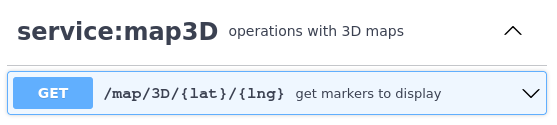 service:map3D operations with 3D maps
GET /map/3D/{lat}/{lng} get markers to display